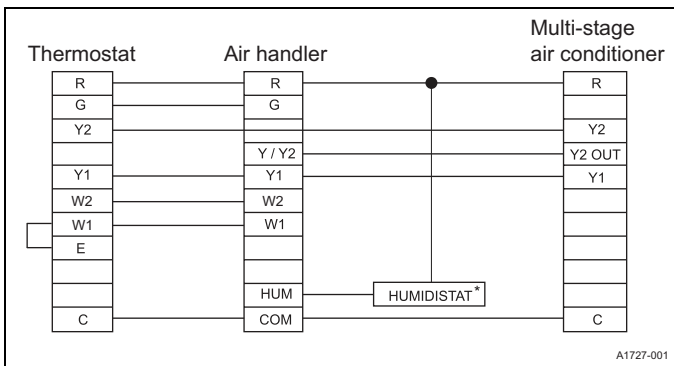 Multi-stage
air conditioner
Thermostat Air handler
R R R
G G
Y2 Y2
Y / Y2 Y2 OUT
Y1 Y1 Y1
W2 W2
W1 W1
E
HUM HUMIDISTAT*
C COM C
A1727-001